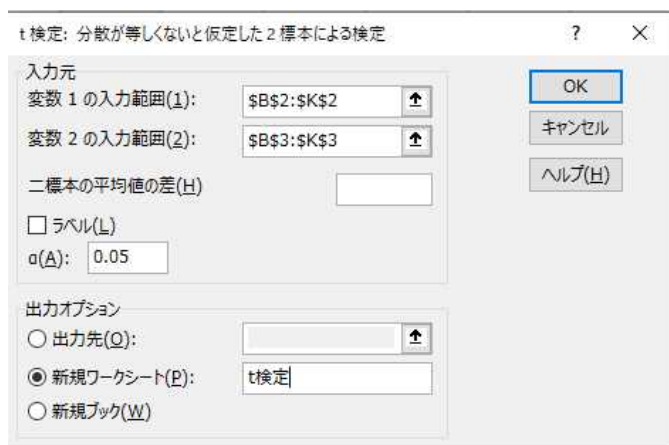 t 検定: 分散が等しくないと仮定した２標本による検定 ? ×
入力元
変数 1 の入力範囲(1): $B$2:$K$2
変数 2 の入力範囲(2): $B$3:$K$3
二標本の平均値の差(H)
ラベル(L)
α(A): 0.05
OK
キャンセル
ヘルプ(H)
出力オプション
出力先(O):
新規ワークシート(P): t検定
新規ブック(W)